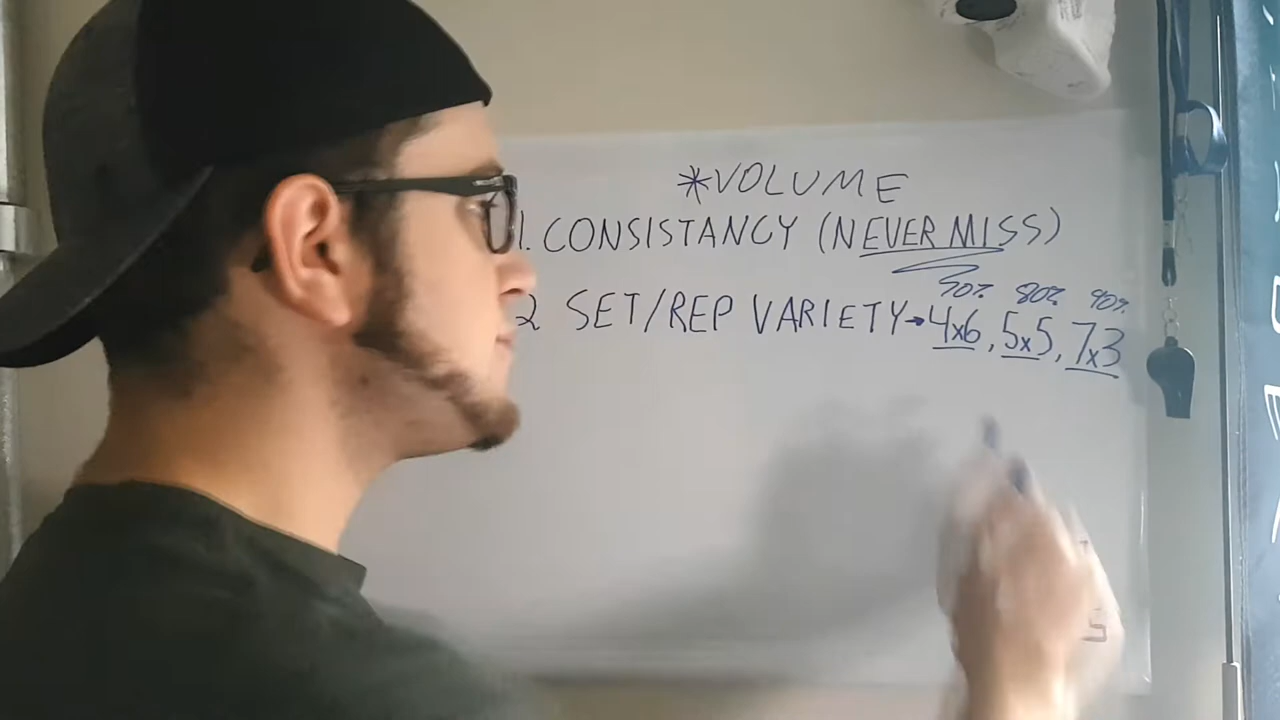 *VOLUME
1. CONSISTANCY (NEVER MISS)
70% 80% 90%
2 SET/REP VARIETY→4x6, 5x5, 7x3